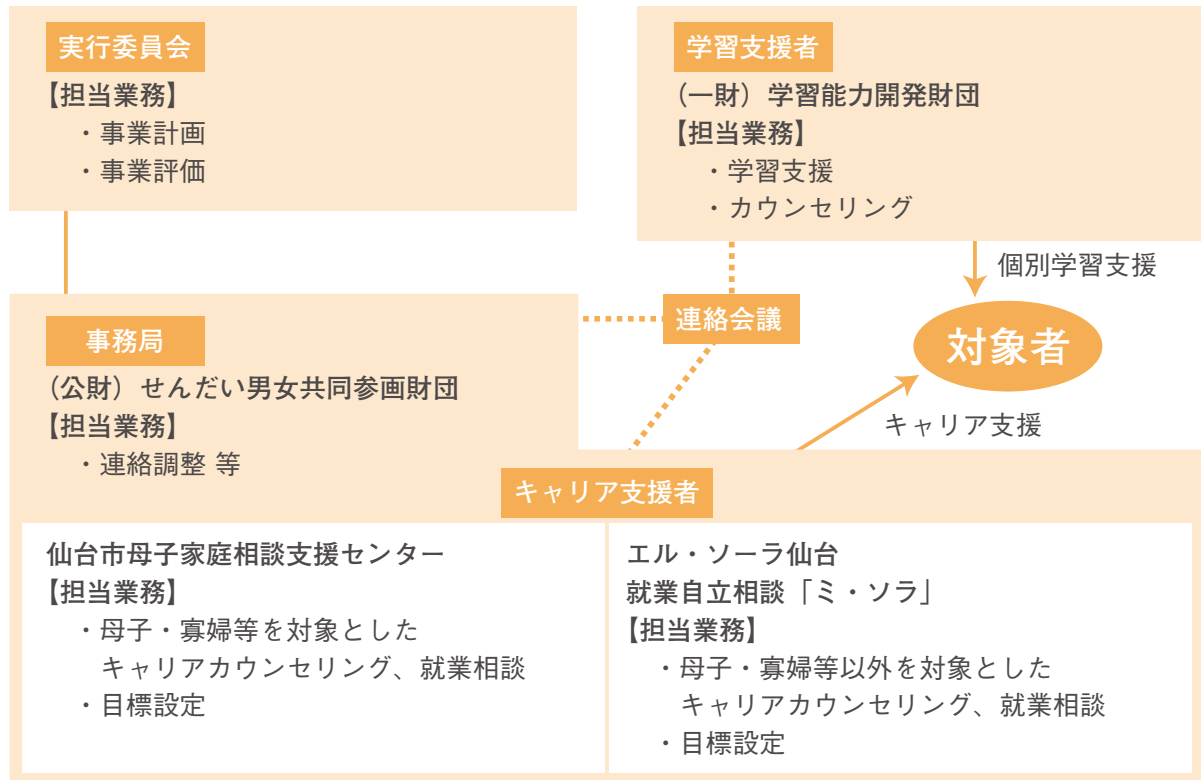 実行委員会
【担当業務】
・事業計画
・事業評価
学習支援者
（一財）学習能力開発財団
【担当業務】
・学習支援
・カウンセリング
個別学習支援
連絡会議
対象者
キャリア支援
事務局
（公財）せんだい男女共同参画財団
【担当業務】
・連絡調整 等
キャリア支援者
仙台市母子家庭相談支援センター
【担当業務】
・母子・寡婦等を対象とした
キャリアカウンセリング、就業相談
・目標設定
エル・ソーラ仙台
就業自立相談「ミ・ソラ」
【担当業務】
・母子・寡婦等以外を対象とした
キャリアカウンセリング、就業相談
・目標設定